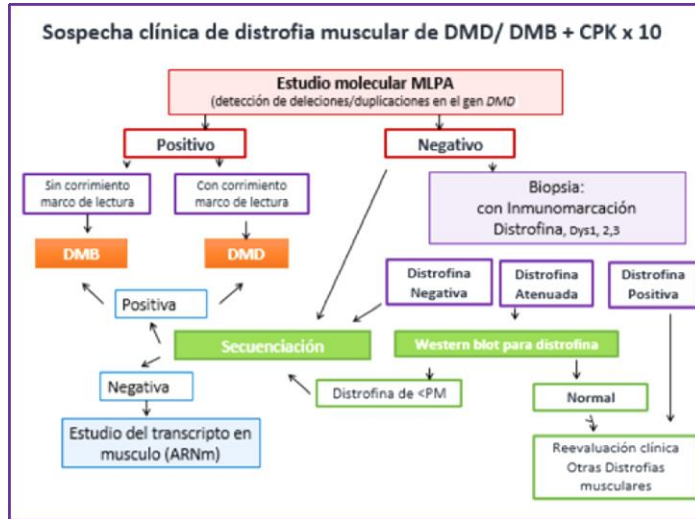 Sospecha clínica de distrofia muscular de DMD/ DMB + CPK x 10
Estudio molecular MLPA
(detección de deleciones/duplicaciones en el gen DMD
Positivo
Negativo
Sin corrimiento
marco de lectura
Con corrimiento
marco de lectura
Biopsia:
con Inmunomarcación
Distrofina, Dys1, 2,3
DMB
DMD
Distrofina
Negativa
Distrofina
Atenuada
Distrofina
Positiva
Positiva
Secuenciación
Western blot para distrofina
Negativa
Distrofina de <PM
Normal
Estudio del transcripto en
musculo (ARNm)
Reevaluación clínica
Otras Distrofias
musculares